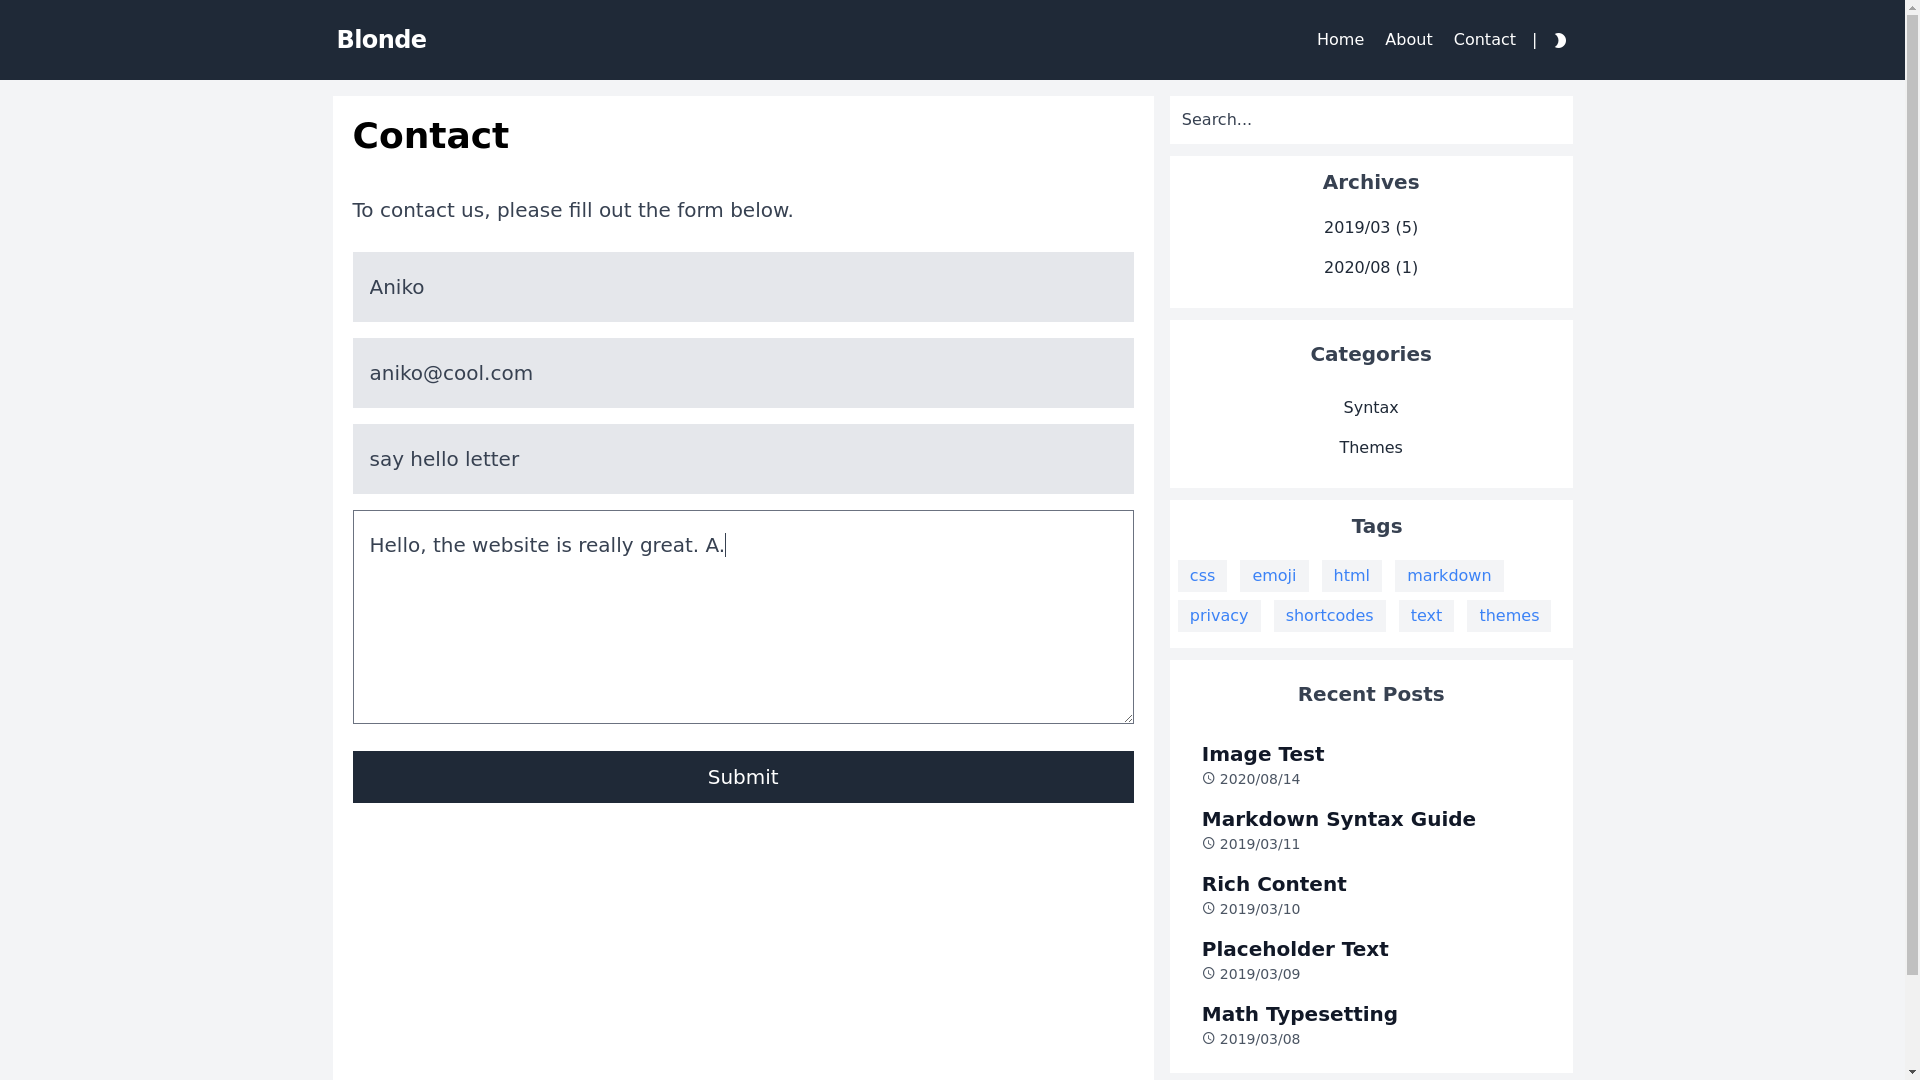 Blonde
Home About Contact |
Contact
To contact us, please fill out the form below.
Aniko
aniko@cool.com
say hello letter
Hello, the website is really great. A.
Submit
Search...
Archives
2019/03 (5)
2020/08 (1)
Categories
Syntax
Themes
Tags
css emoji html markdown
privacy shortcodes text themes
Recent Posts
Image Test
2020/08/14
Markdown Syntax Guide
2019/03/11
Rich Content
2019/03/10
Placeholder Text
2019/03/09
Math Typesetting
2019/03/08